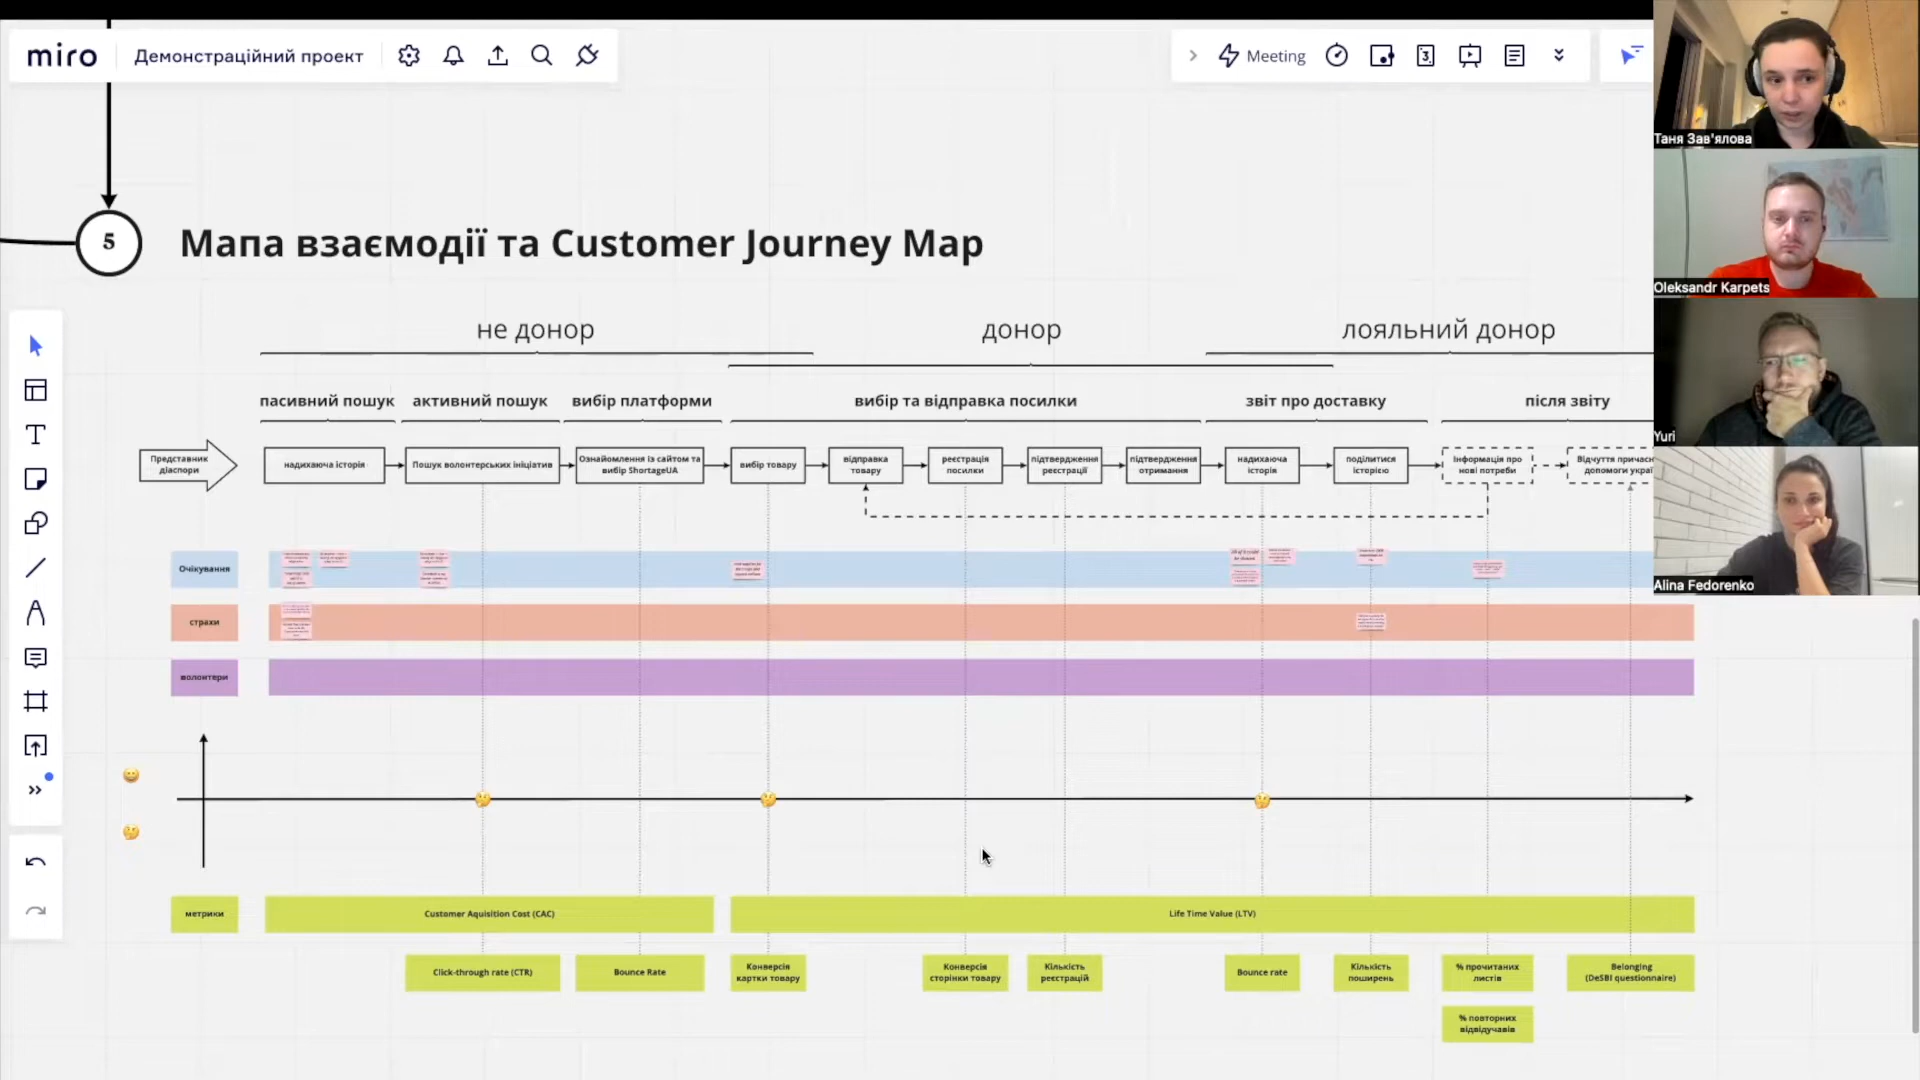 miro
Демонстраційний проект
Meeting
Таня Зав'ялова
Oleksandr Karpets
Yuri
Alina Fedorenko
5
Мапа взаємодії та Customer Journey Map
не донор
донор
лояльний донор
пасивний пошук
активний пошук
вибір платформи
вибір та відправка посилки
звіт про доставку
після звіту
Представник
діаспори
надихаюча історія
Пошук волонтерських ініціатив
Ознайомлення із сайтом та
вибір ShortageUA
вибір товару
відправка
товару
реєстрація
посилки
підтвердження
реєстрації
підтвердження
отримання
надихаюча
історія
поділитися
історією
Інформація про
нові потреби
Відчуття причас
допомоги украї
Очікування
страхи
волонтери
метрики
Customer Aquisition Cost (CAC)
Life Time Value (LTV)
Click-through rate (CTR)
Bounce Rate
Конверсія
картки товару
Конверсія
сторінки товару
Кількість
реєстрацій
Bounce rate
Кількість
поширень
% прочитаних
листів
Belonging
(DeSBI questionnaire)
% повторних
відвідучавів